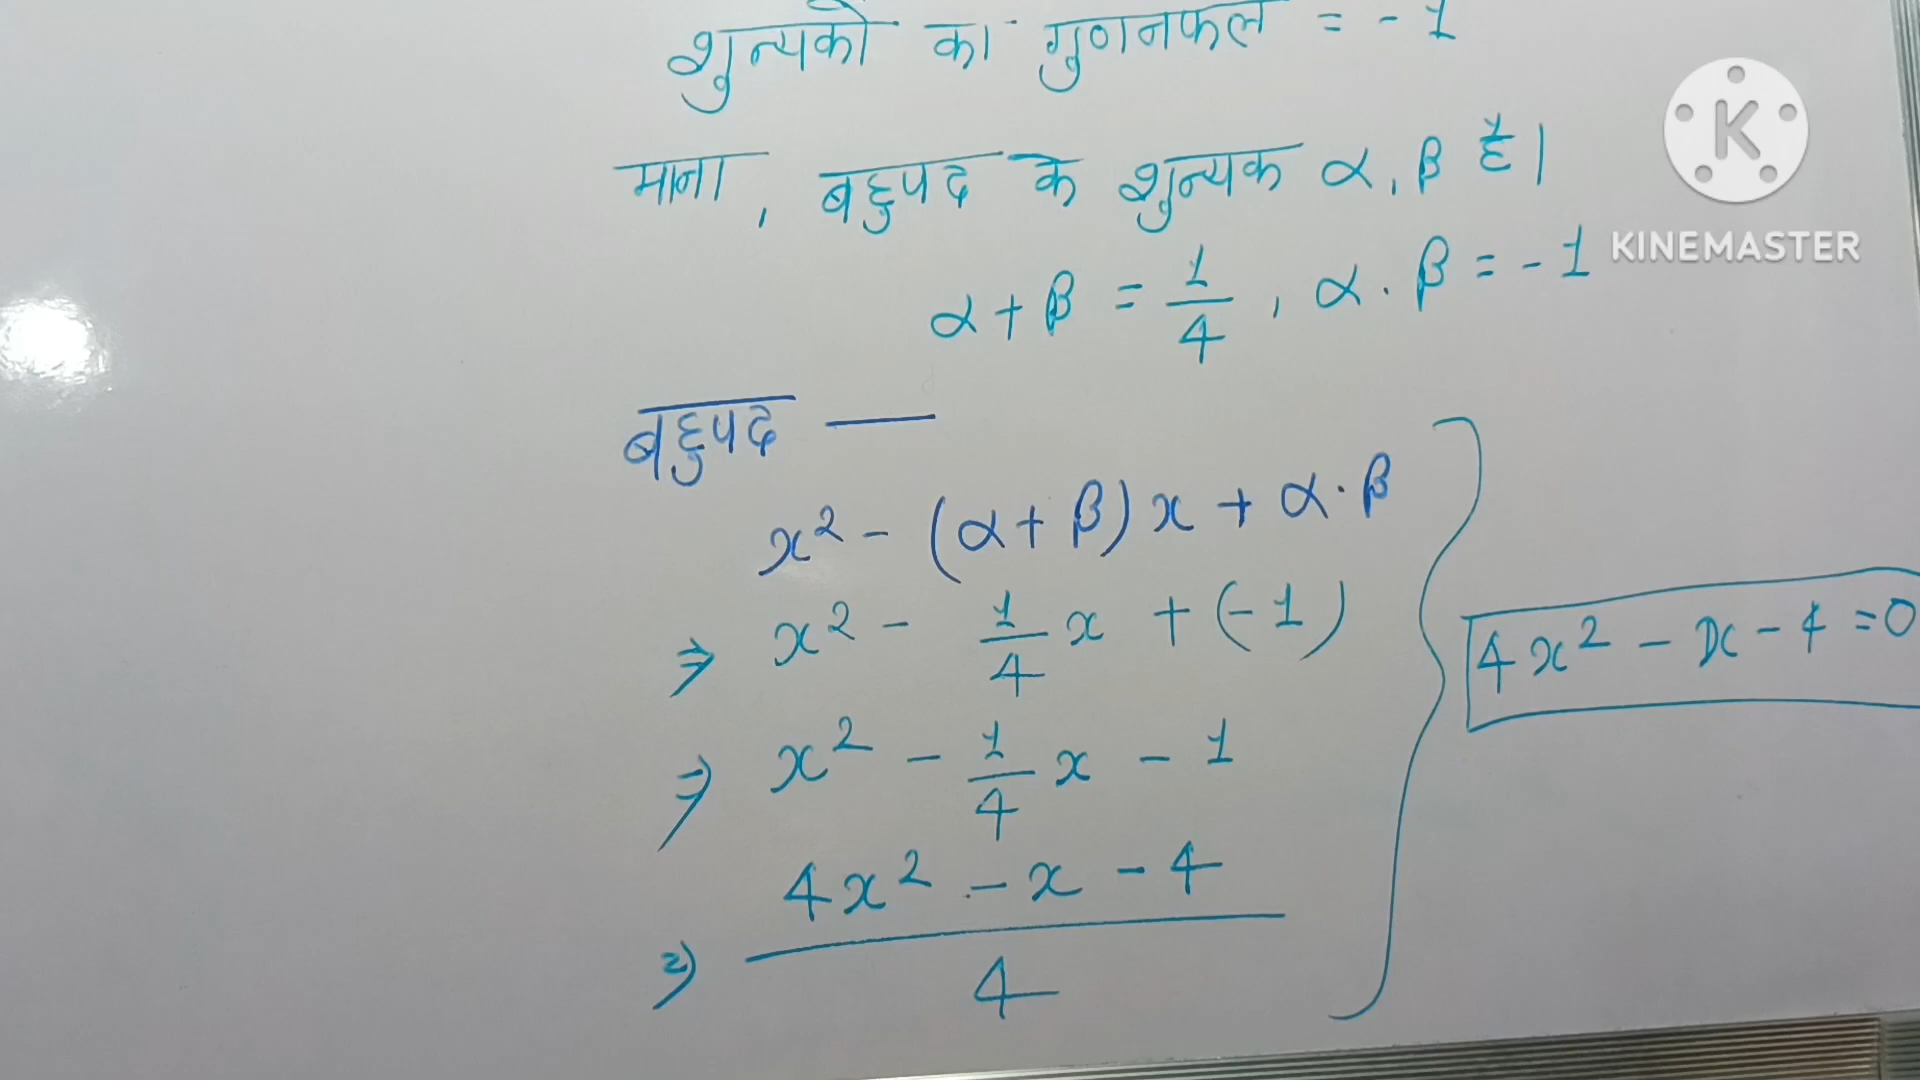 शुन्यकों का गुणनफल = - 1
माना, बहुपद के शुन्यक α, β है।
α + β = 1/4, α . β = - 1
बहुपद —
x² - (α + β) x + α . β
⇒ x² - 1/4 x + (-1)
⇒ x² - 1/4 x - 1
⇒ 4x² - x - 4 / 4
4x² - x - 4 = 0
K
KINEMASTER